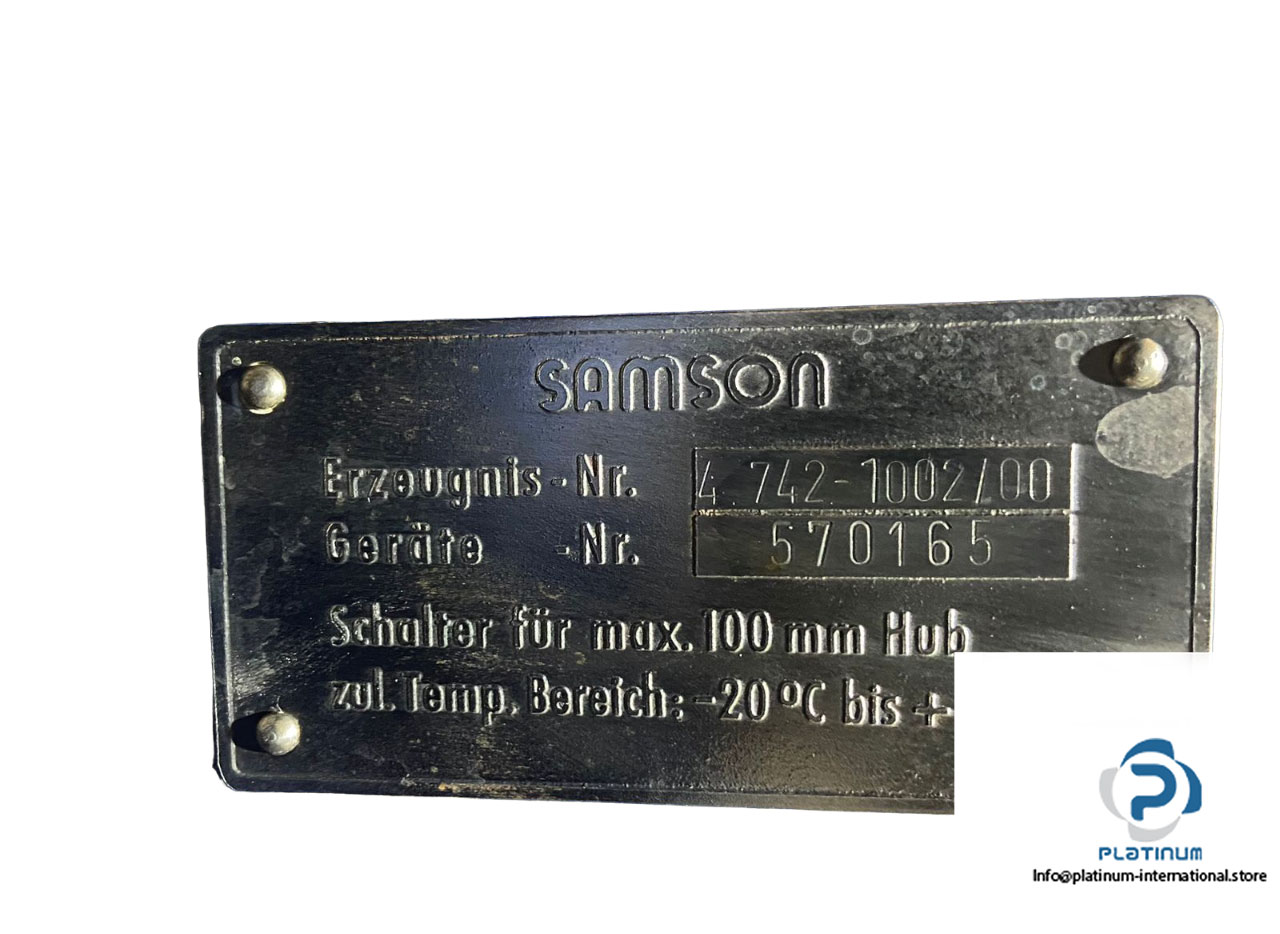 SAMSON
Erzeugnis - Nr. 4.742-1002/00
Geräte - Nr. 570165
Schalter für max. 100 mm Hub
zul. Temp. Bereich: -20 °C bis +
PLATINUM
Info@platinum-international.store